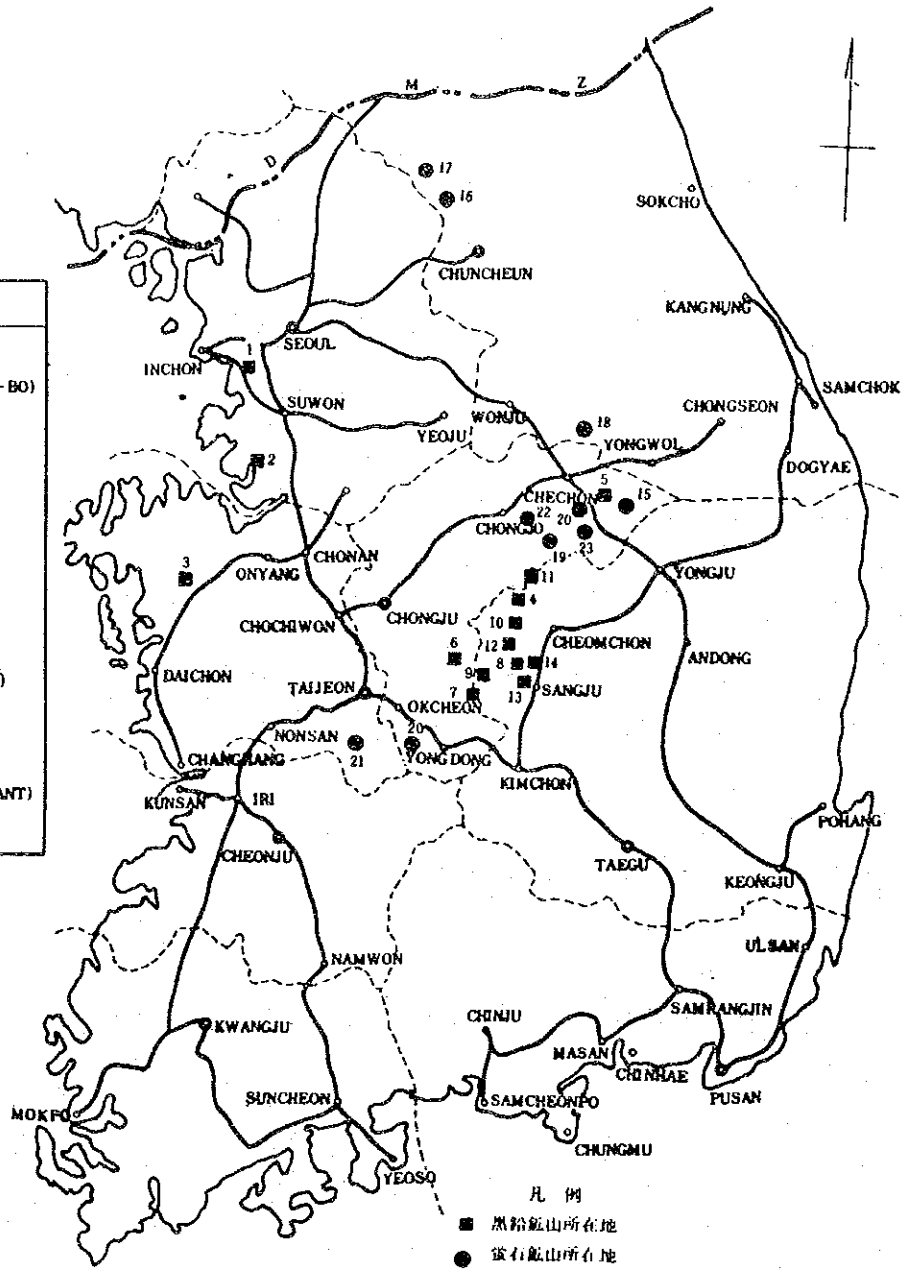 M Z
D
17
16
SOKCHO
CHUNCHEUN
KANGNUNG
SEOUL
1
INCHON
-BO)
SAMCHOK
SUWON
WONJU
CHONGSEON
YEOJU
18
YONGWOL
2
DOGYAE
5
CHECHON
15
22
20
CHONGJO
23
19
CHONAN
ONYANG
3
YONGJU
11
4
CHONGJU
CHOCHIWON
10
CHEOMCHON
12
ANDONG
6
8
14
DAICHON
9
)
TAIJEON
7
13
SANGJU
OKCHEON
NONSAN
20
21
YONGDONG
CHANGHANG
KIMCHON
KUNSAN
IRI
ANT)
POHANG
CHEONJU
TAEGU
KEONGJU
ULSAN
NAMWON
SAMRANGJIN
CHINJU
KWANGJU
MASAN
CHINHAE
PUSAN
SUNCHEON
SAMCHEONPO
MOKPO
CHUNGMU
YEOSO
凡 例
黒鉛鉱山所在地
蛍石鉱山所在地